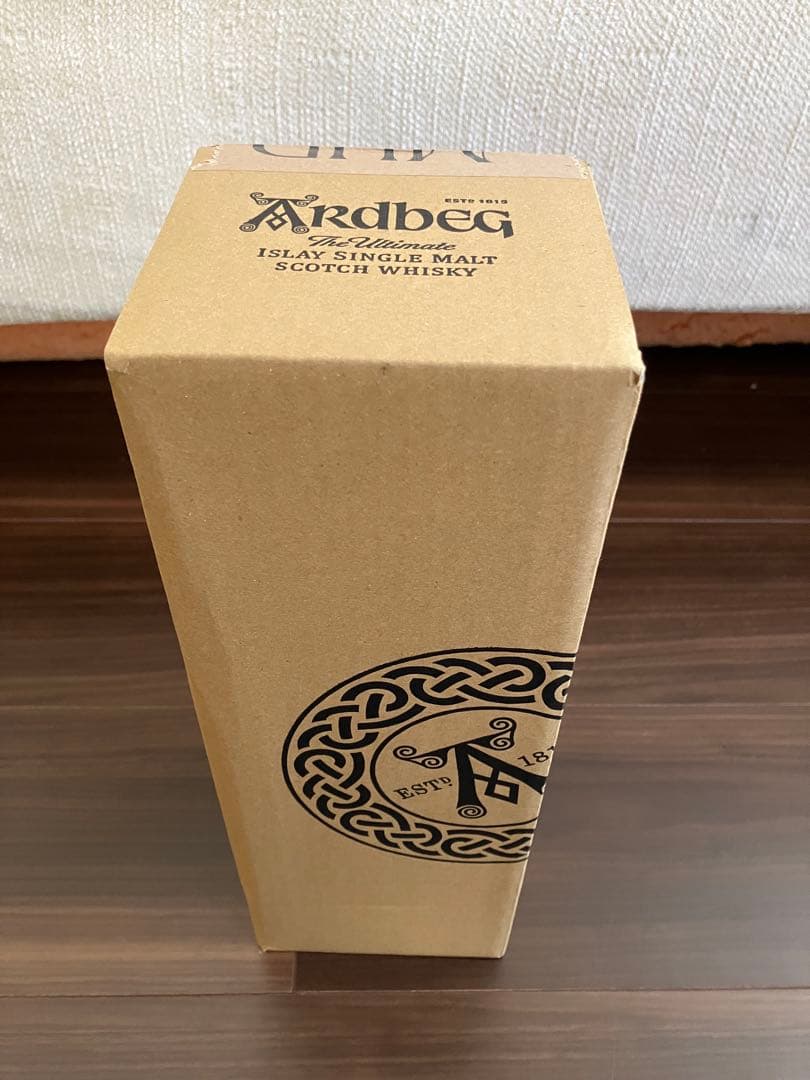 ARdbeG
ESTD 1815
The Ultimate
ISLAY SINGLE MALT
SCOTCH WHISKY
A
ESTD.